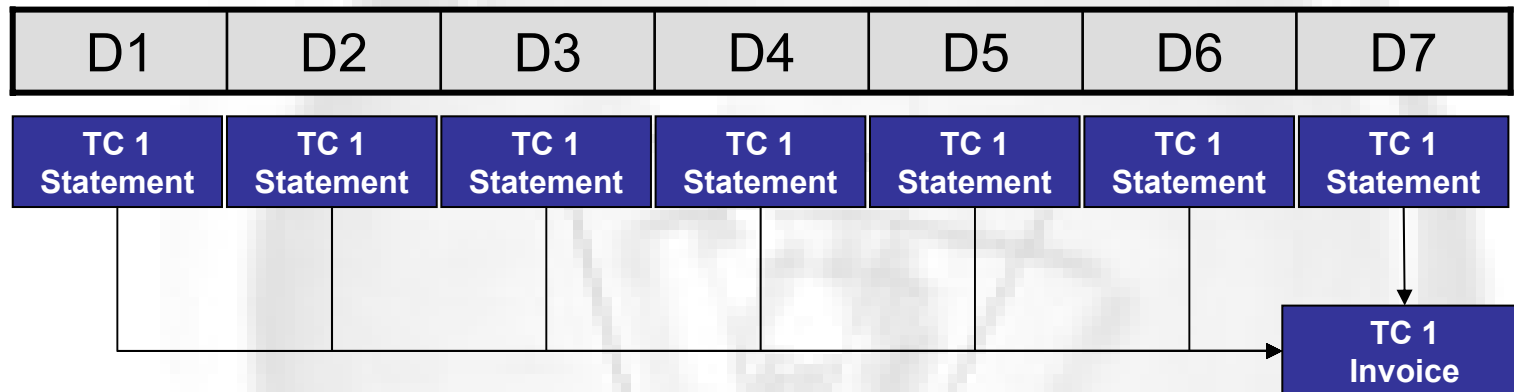 D1 D2 D3 D4 D5 D6 D7
TC 1 TC 1 TC 1 TC 1 TC 1 TC 1 TC 1
Statement Statement Statement Statement Statement Statement Statement
TC 1
Invoice